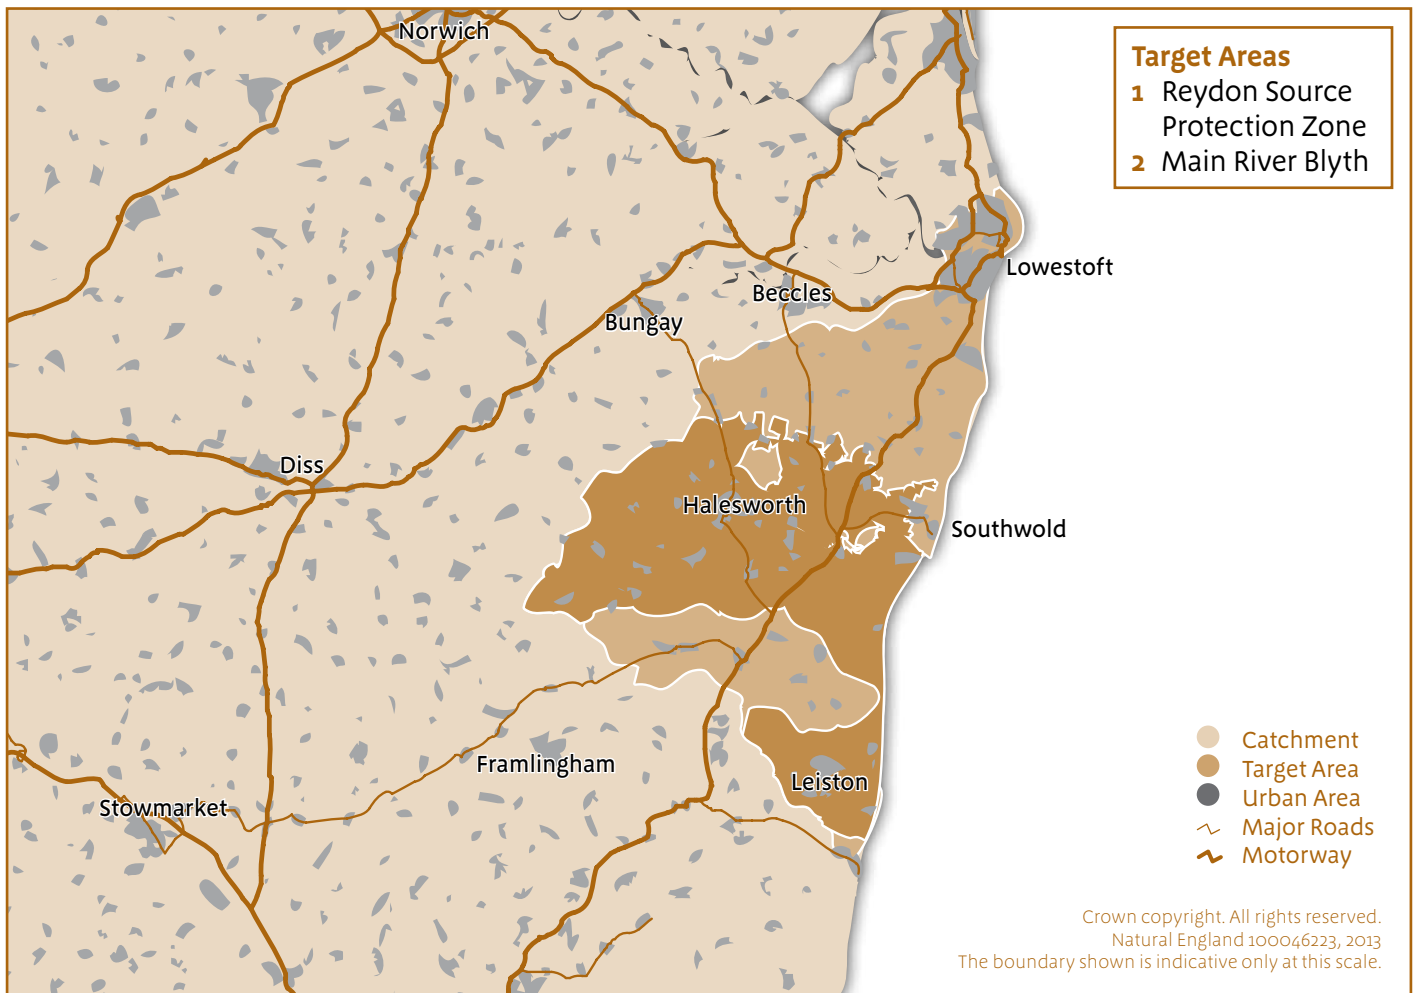 Norwich
Target Areas
1 Reydon Source
Protection Zone
2 Main River Blyth
Lowestoft
Beccles
Bungay
Diss
Halesworth
Southwold
Framlingham
Leiston
Stowmarket
Catchment
Target Area
Urban Area
Major Roads
Motorway
Crown copyright. All rights reserved.
Natural England 100046223, 2013
The boundary shown is indicative only at this scale.